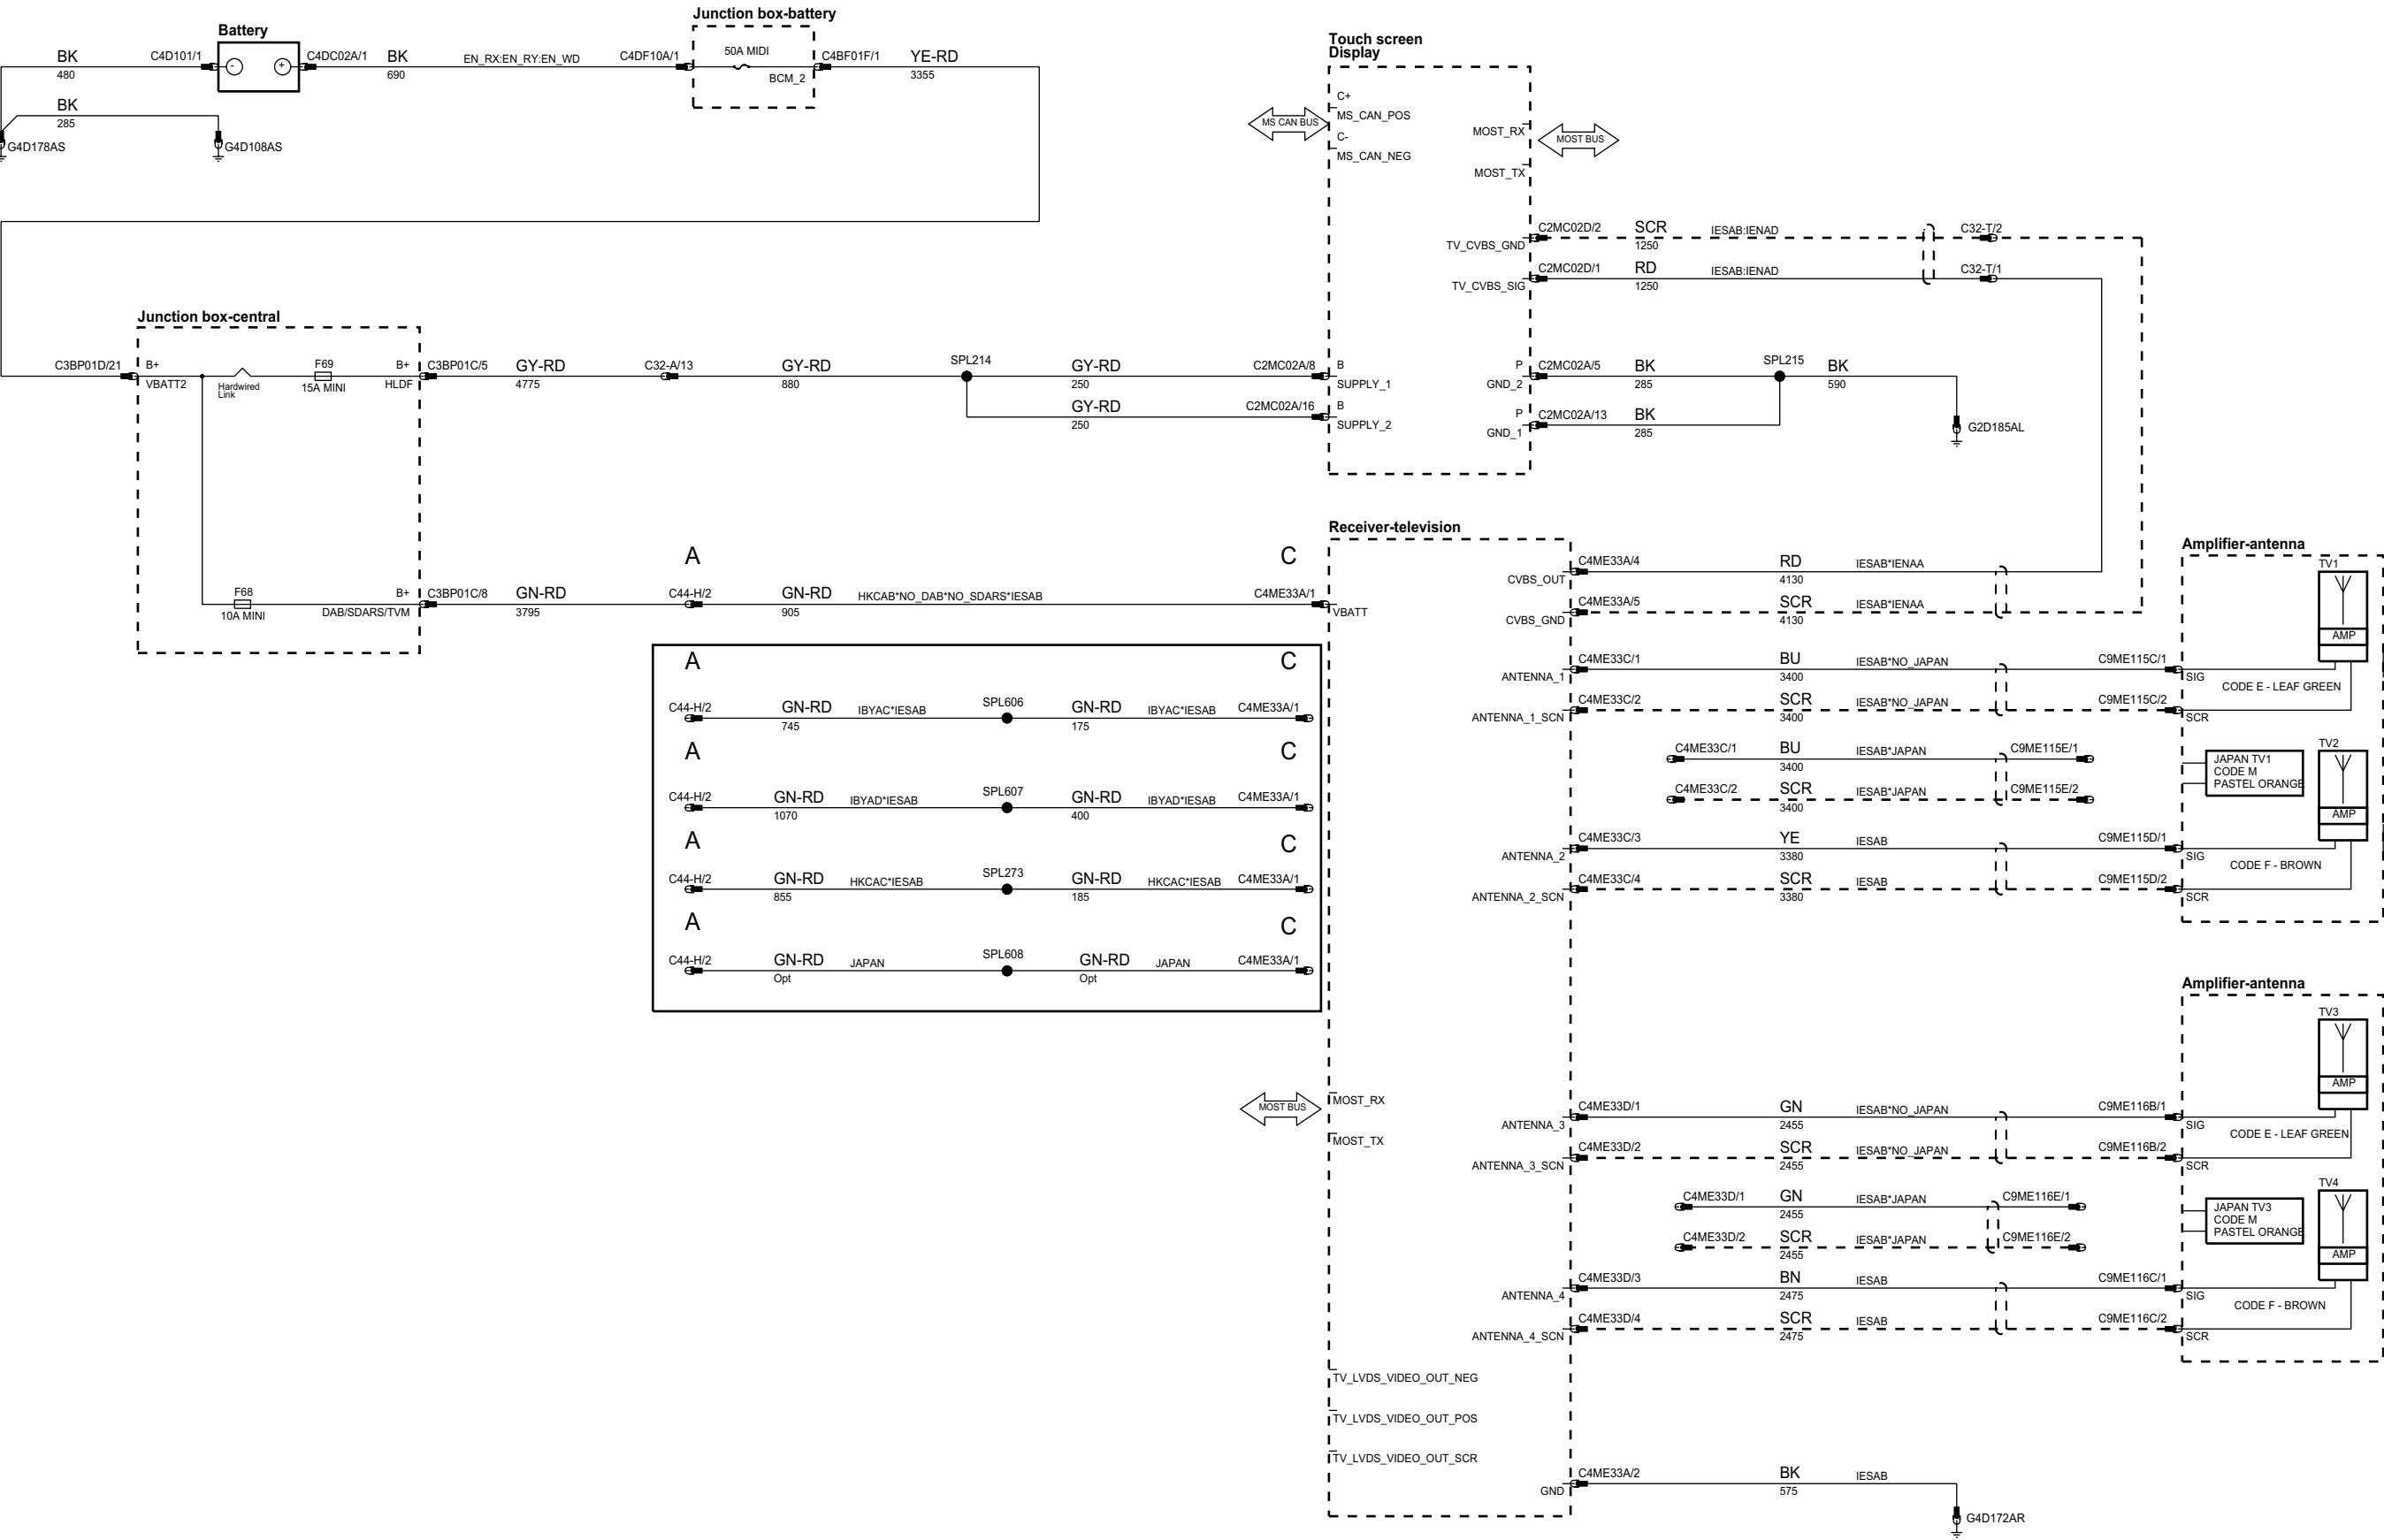 Battery
BK
480
C4D101/1
-
+
C4DC02A/1
BK
690
EN_RX:EN_RY:EN_WD
C4DF10A/1
Junction box-battery
50A MIDI
BCM_2
C4BF01F/1
YE-RD
3355
BK
285
G4D178AS
G4D108AS
Touch screen
Display
MS CAN BUS
C+
MS_CAN_POS
C-
MS_CAN_NEG
MOST_RX
MOST_TX
MOST BUS
TV_CVBS_GND
C2MC02D/2
SCR
1250
IESAB:IENAD
C32-T/2
TV_CVBS_SIG
C2MC02D/1
RD
1250
IESAB:IENAD
C32-T/1
Junction box-central
C3BP01D/21
B+
VBATT2
Hardwired
Link
F69
15A MINI
B+
HLDF
C3BP01C/5
GY-RD
4775
C32-A/13
GY-RD
880
SPL214
GY-RD
250
C2MC02A/8
B
SUPPLY_1
GY-RD
250
C2MC02A/16
B
SUPPLY_2
P
GND_2
C2MC02A/5
BK
285
SPL215
BK
590
P
GND_1
C2MC02A/13
BK
285
G2D185AL
F68
10A MINI
B+
DAB/SDARS/TVM
C3BP01C/8
GN-RD
3795
A
C44-H/2
GN-RD
905
HKCAB*NO_DAB*NO_SDARS*IESAB
C
C4ME33A/1
VBATT
A
C
C44-H/2
GN-RD
745
IBYAC*IESAB
SPL606
GN-RD
175
IBYAC*IESAB
C4ME33A/1
A
C
C44-H/2
GN-RD
1070
IBYAD*IESAB
SPL607
GN-RD
400
IBYAD*IESAB
C4ME33A/1
A
C
C44-H/2
GN-RD
855
HKCAC*IESAB
SPL273
GN-RD
185
HKCAC*IESAB
C4ME33A/1
A
C
C44-H/2
GN-RD
Opt
JAPAN
SPL608
GN-RD
Opt
JAPAN
C4ME33A/1
Receiver-television
CVBS_OUT
C4ME33A/4
RD
4130
IESAB*IENAA
CVBS_GND
C4ME33A/5
SCR
4130
IESAB*IENAA
ANTENNA_1
C4ME33C/1
BU
3400
IESAB*NO_JAPAN
C9ME115C/1
ANTENNA_1_SCN
C4ME33C/2
SCR
3400
IESAB*NO_JAPAN
C9ME115C/2
C4ME33C/1
BU
3400
IESAB*JAPAN
C9ME115E/1
C4ME33C/2
SCR
3400
IESAB*JAPAN
C9ME115E/2
ANTENNA_2
C4ME33C/3
YE
3380
IESAB
C9ME115D/1
ANTENNA_2_SCN
C4ME33C/4
SCR
3380
IESAB
C9ME115D/2
Amplifier-antenna
TV1
AMP
SIG
CODE E - LEAF GREEN
SCR
TV2
JAPAN TV1
CODE M
PASTEL ORANGE
AMP
SIG
CODE F - BROWN
SCR
MOST BUS
MOST_RX
MOST_TX
ANTENNA_3
C4ME33D/1
GN
2455
IESAB*NO_JAPAN
C9ME116B/1
ANTENNA_3_SCN
C4ME33D/2
SCR
2455
IESAB*NO_JAPAN
C9ME116B/2
C4ME33D/1
GN
2455
IESAB*JAPAN
C9ME116E/1
C4ME33D/2
SCR
2455
IESAB*JAPAN
C9ME116E/2
ANTENNA_4
C4ME33D/3
BN
2475
IESAB
C9ME116C/1
ANTENNA_4_SCN
C4ME33D/4
SCR
2475
IESAB
C9ME116C/2
Amplifier-antenna
TV3
AMP
SIG
CODE E - LEAF GREEN
SCR
TV4
JAPAN TV3
CODE M
PASTEL ORANGE
AMP
SIG
CODE F - BROWN
SCR
TV_LVDS_VIDEO_OUT_NEG
TV_LVDS_VIDEO_OUT_POS
TV_LVDS_VIDEO_OUT_SCR
GND
C4ME33A/2
BK
575
IESAB
G4D172AR